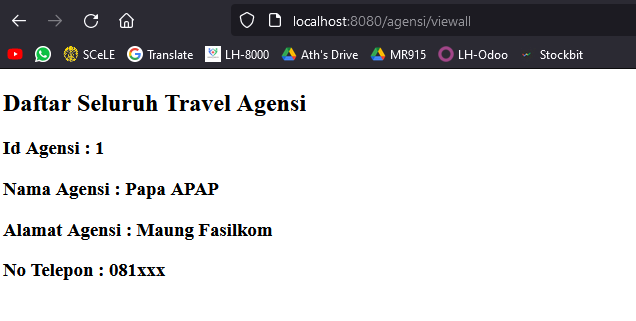 localhost:8080/agensi/viewall
SCeLE Translate LH-8000 Ath's Drive MR915 LH-Odoo Stockbit
Daftar Seluruh Travel Agensi
Id Agensi : 1
Nama Agensi : Papa APAP
Alamat Agensi : Maung Fasilkom
No Telepon : 081xxx